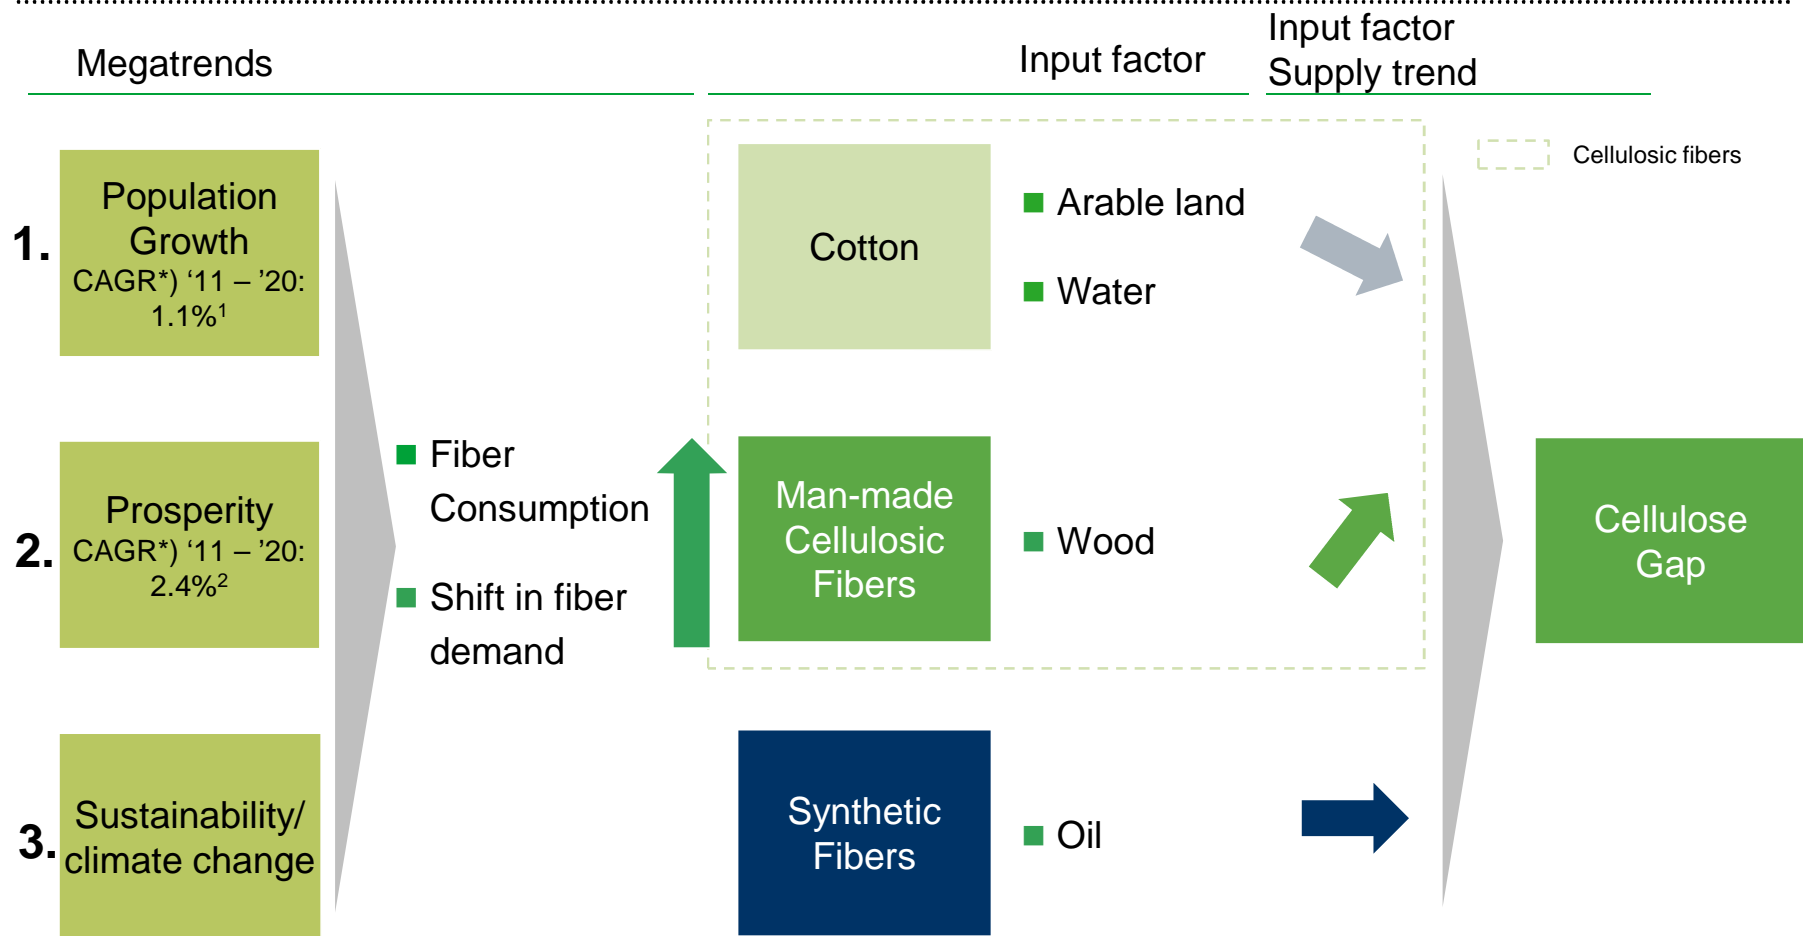 Megatrends
Input factor
Input factor
Supply trend
Cellulosic fibers
1.
Population
Growth
CAGR*) ‘11 – ’20:
1.1%¹
Cotton
Arable land
Water
2.
Prosperity
CAGR*) ‘11 – ’20:
2.4%²
Fiber
Consumption
Shift in fiber
demand
Man-made
Cellulosic
Fibers
Wood
Cellulose
Gap
3.
Sustainability/
climate change
Synthetic
Fibers
Oil